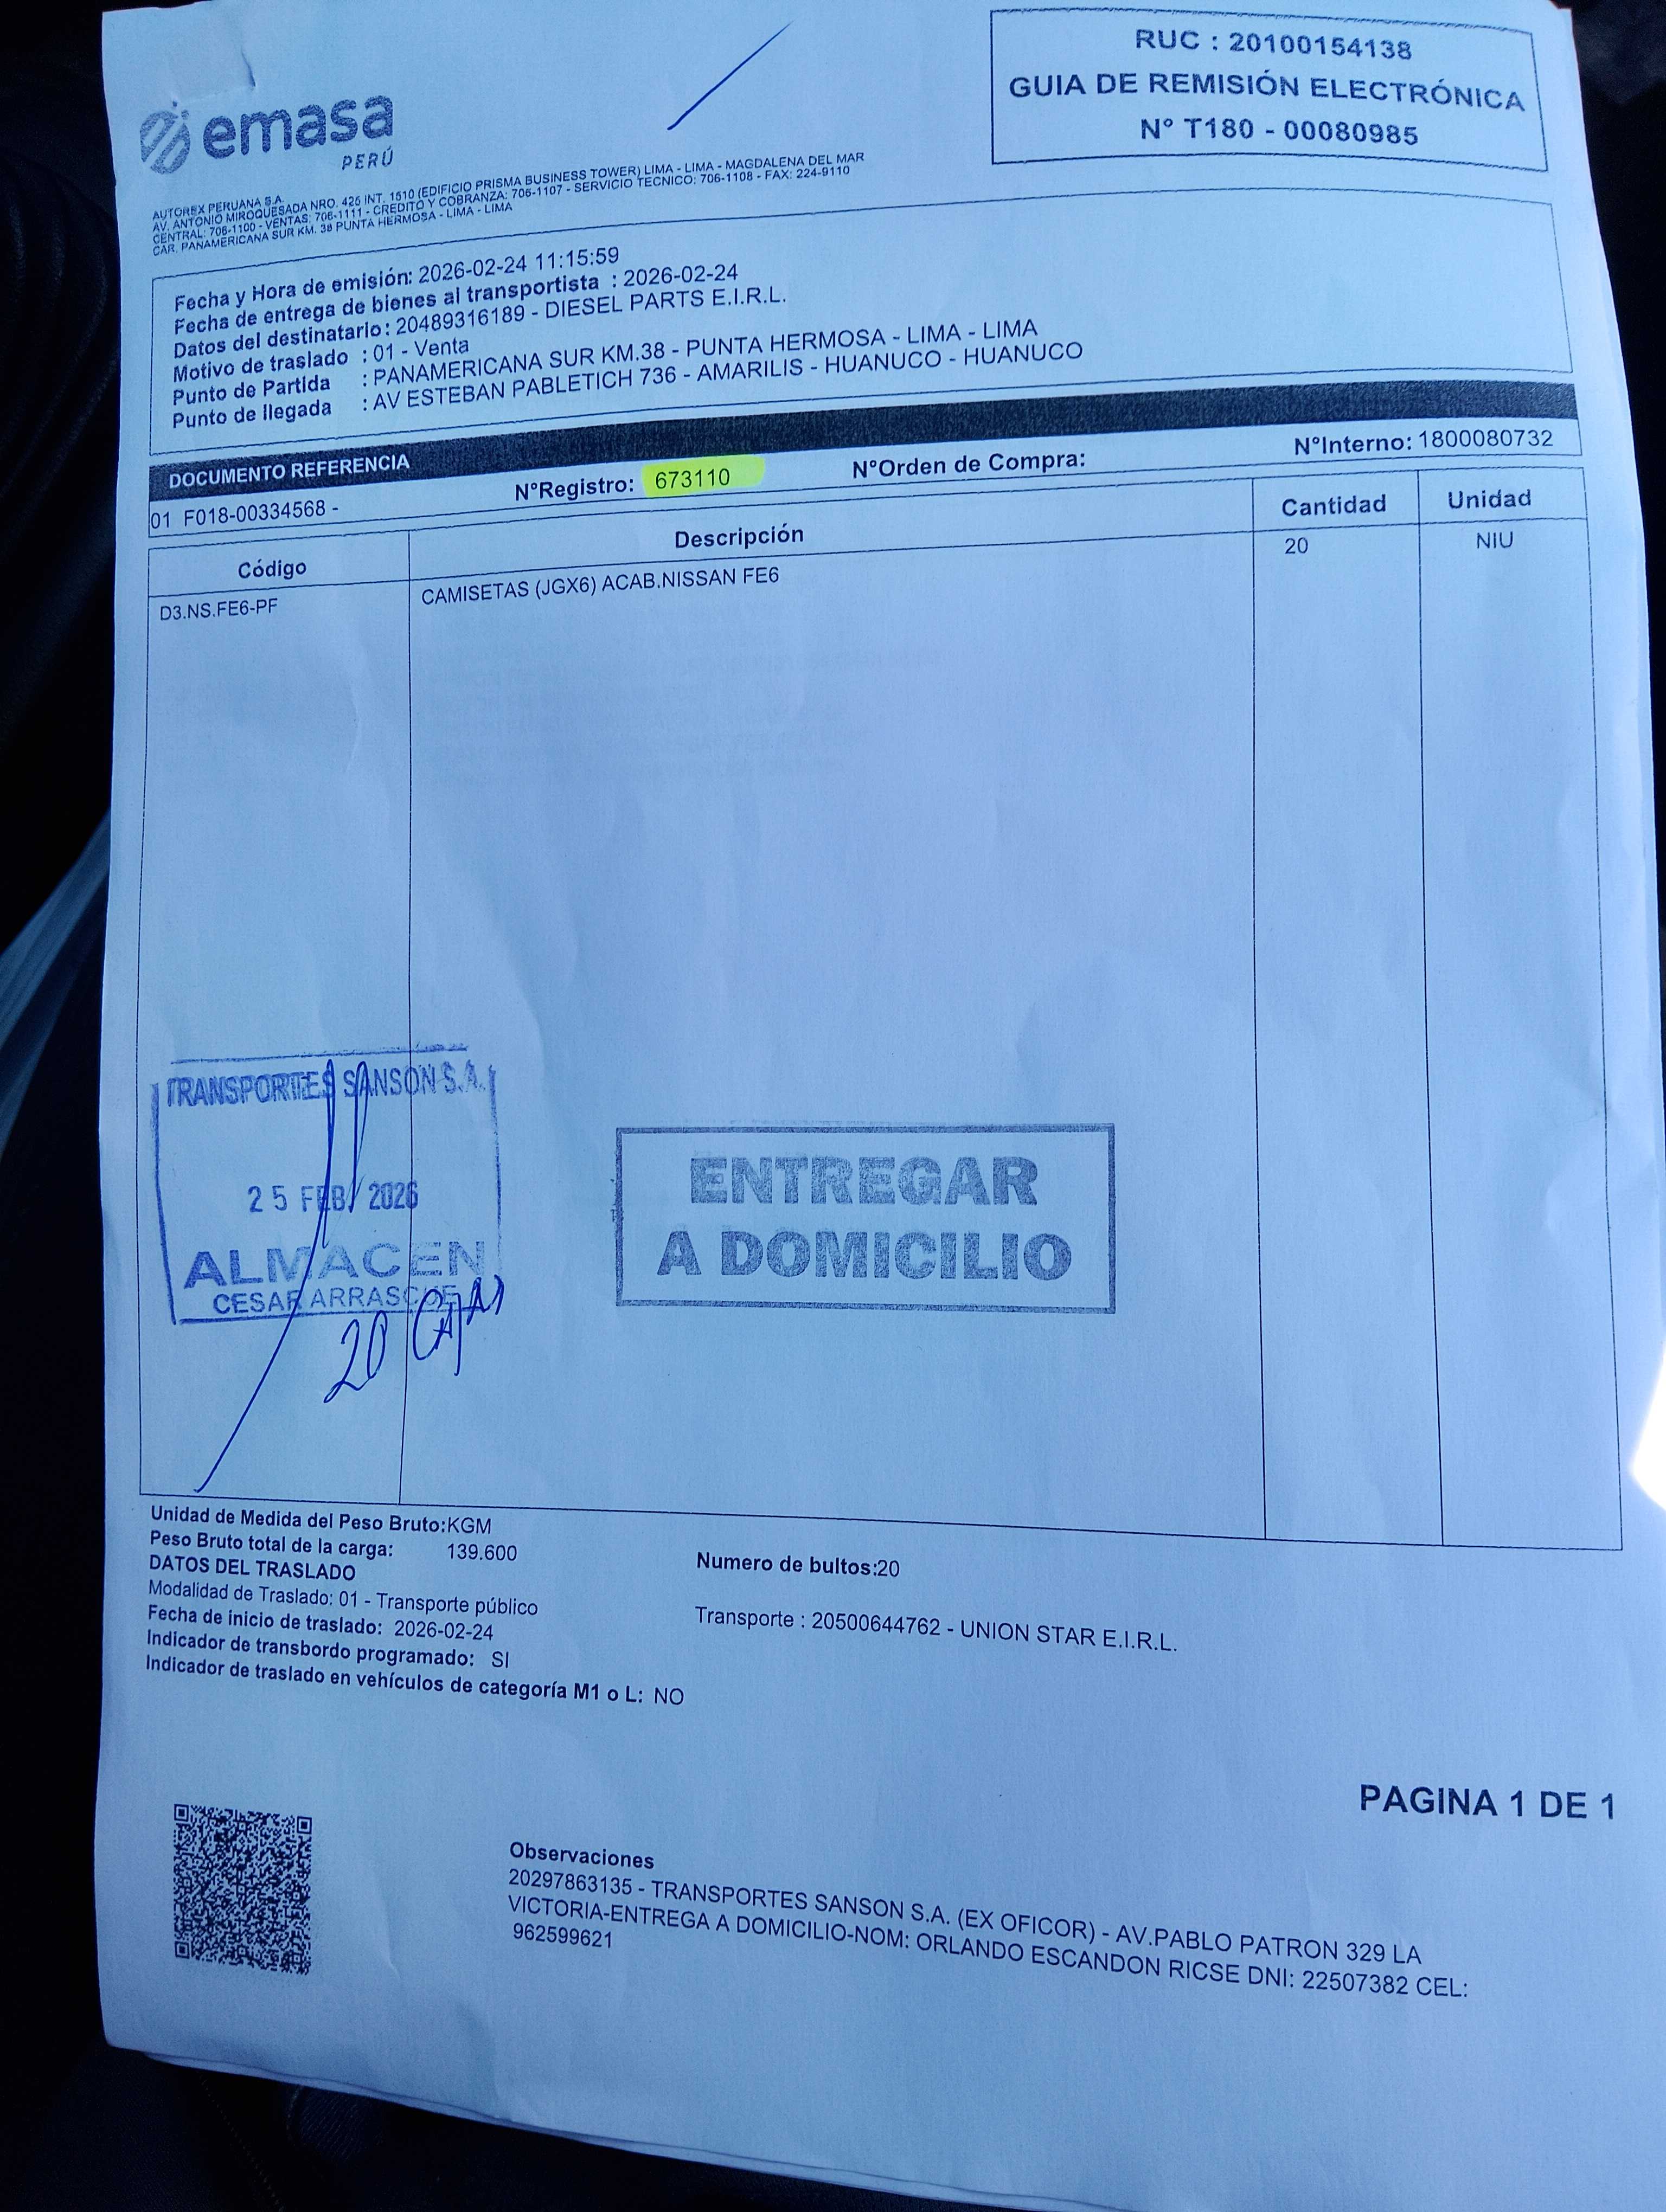 emasa
PERÚ
RUC : 20100154138
GUIA DE REMISIÓN ELECTRÓNICA
N° T180 - 00080985
AUTOREX PERUANA S.A.
AV. ANTONIO MIROQUESADA NRO. 425 INT. 1510 (EDIFICIO PRISMA BUSINESS TOWER) LIMA - LIMA - MAGDALENA DEL MAR
CENTRAL: 706-1100 - VENTAS: 706-1111 - CREDITO Y COBRANZA: 706-1107 - SERVICIO TECNICO: 706-1108 - FAX: 224-9110
CAR. PANAMERICANA SUR KM. 38 PUNTA HERMOSA - LIMA - LIMA
Fecha y Hora de emisión: 2026-02-24 11:15:59
Fecha de entrega de bienes al transportista : 2026-02-24
Datos del destinatario : 20489316189 - DIESEL PARTS E.I.R.L.
Motivo de traslado : 01 - Venta
Punto de Partida : PANAMERICANA SUR KM.38 - PUNTA HERMOSA - LIMA - LIMA
Punto de llegada : AV ESTEBAN PABLETICH 736 - AMARILIS - HUANUCO - HUANUCO
DOCUMENTO REFERENCIA
01 F018-00334568 - N°Registro: 673110 N°Orden de Compra: N°Interno: 1800080732
Código Descripción Cantidad Unidad
D3.NS.FE6-PF CAMISETAS (JGX6) ACAB.NISSAN FE6 20 NIU
TRANSPORTES SANSON S.A.
25 FEB 2026
ALMACEN
CESAR ARRASCUE
20 CAJAS
ENTREGAR
A DOMICILIO
Unidad de Medida del Peso Bruto:KGM
Peso Bruto total de la carga: 139.600 Numero de bultos:20
DATOS DEL TRASLADO
Modalidad de Traslado: 01 - Transporte público Transporte : 20500644762 - UNION STAR E.I.R.L.
Fecha de inicio de traslado: 2026-02-24
Indicador de transbordo programado: SI
Indicador de traslado en vehículos de categoría M1 o L: NO
PAGINA 1 DE 1
Observaciones
20297863135 - TRANSPORTES SANSON S.A. (EX OFICOR) - AV.PABLO PATRON 329 LA
VICTORIA-ENTREGA A DOMICILIO-NOM: ORLANDO ESCANDON RICSE DNI: 22507382 CEL:
962599621